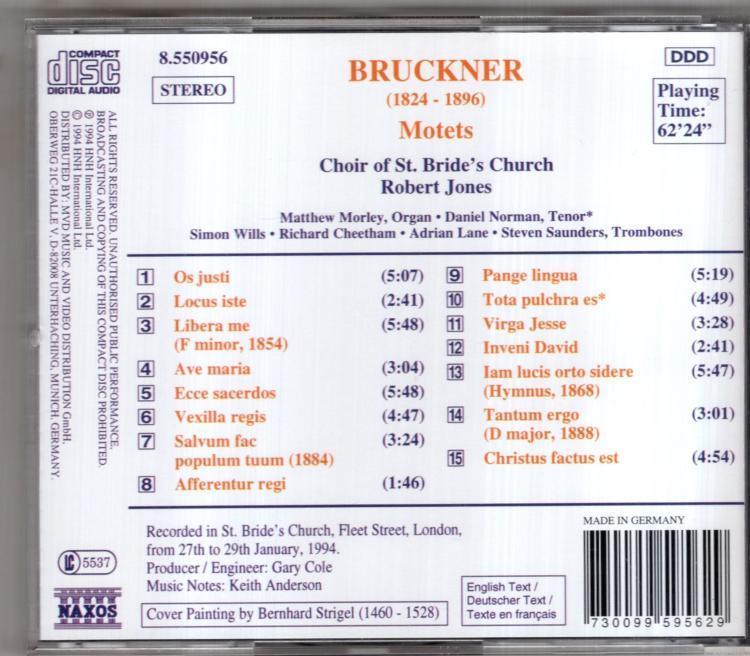 COMPACT
disc
DIGITAL AUDIO
8.550956
STEREO
BRUCKNER
(1824 - 1896)
Motets
DDD
Playing
Time:
62'24"
Choir of St. Bride's Church
Robert Jones
Matthew Morley, Organ • Daniel Norman, Tenor*
Simon Wills • Richard Cheetham • Adrian Lane • Steven Saunders, Trombones
1 Os justi (5:07)
2 Locus iste (2:41)
3 Libera me (5:48)
(F minor, 1854)
4 Ave maria (3:04)
5 Ecce sacerdos (5:48)
6 Vexilla regis (4:47)
7 Salvum fac (3:24)
populum tuum (1884)
8 Afferentur regi (1:46)
9 Pange lingua (5:19)
10 Tota pulchra es* (4:49)
11 Virga Jesse (3:28)
12 Inveni David (2:41)
13 Iam lucis orto sidere (5:47)
(Hymnus, 1868)
14 Tantum ergo (3:01)
(D major, 1888)
15 Christus factus est (4:54)
Recorded in St. Bride's Church, Fleet Street, London,
from 27th to 29th January, 1994.
Producer / Engineer: Gary Cole
Music Notes: Keith Anderson
Cover Painting by Bernhard Strigel (1460 - 1528)
English Text /
Deutscher Text /
Texte en français
MADE IN GERMANY
730099 595629
ALL RIGHTS RESERVED. UNAUTHORISED PUBLIC PERFORMANCE,
BROADCASTING AND COPYING OF THIS COMPACT DISC PROHIBITED.
℗ 1994 HNH International Ltd.
© 1994 HNH International Ltd.
DISTRIBUTED BY: MVD MUSIC AND VIDEO DISTRIBUTION GmbH,
OBERWEG 21C-HALLE V, D-82008 UNTERHACHING, MUNICH, GERMANY.
LC 5537
NAXOS